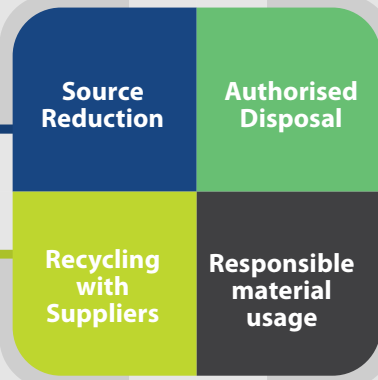 Source
Reduction
Authorised
Disposal
Recycling
with
Suppliers
Responsible
material
usage